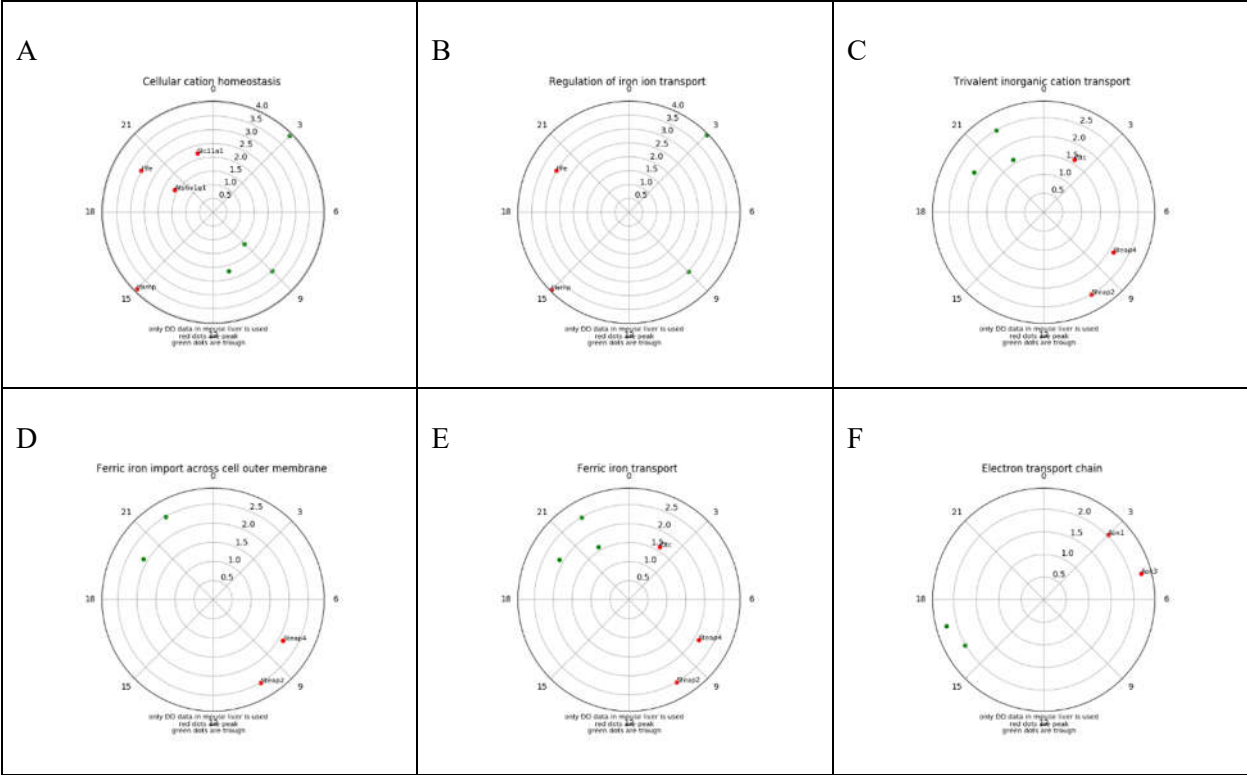 A
Cellular cation homeostasis
0
3
6
9
12
15
18
21
0.5
1.0
1.5
2.0
2.5
3.0
3.5
4.0
Slc11a1
Hfe
Atp6v1g1
Hamp
only DD data in mouse liver is used
red dots are peak
green dots are trough
B
Regulation of iron ion transport
0
3
6
9
12
15
18
21
0.5
1.0
1.5
2.0
2.5
3.0
3.5
4.0
Hfe
Hamp
only DD data in mouse liver is used
red dots are peak
green dots are trough
C
Trivalent inorganic cation transport
0
3
6
9
12
15
18
21
0.5
1.0
1.5
2.0
2.5
Steap4
Steap2
only DD data in mouse liver is used
red dots are peak
green dots are trough
D
Ferric iron import across cell outer membrane
0
3
6
9
12
15
18
21
0.5
1.0
1.5
2.0
2.5
Steap4
Steap2
only DD data in mouse liver is used
red dots are peak
green dots are trough
E
Ferric iron transport
0
3
6
9
12
15
18
21
0.5
1.0
1.5
2.0
2.5
Steap4
Steap2
only DD data in mouse liver is used
red dots are peak
green dots are trough
F
Electron transport chain
0
3
6
9
12
15
18
21
0.5
1.0
1.5
2.0
only DD data in mouse liver is used
red dots are peak
green dots are trough